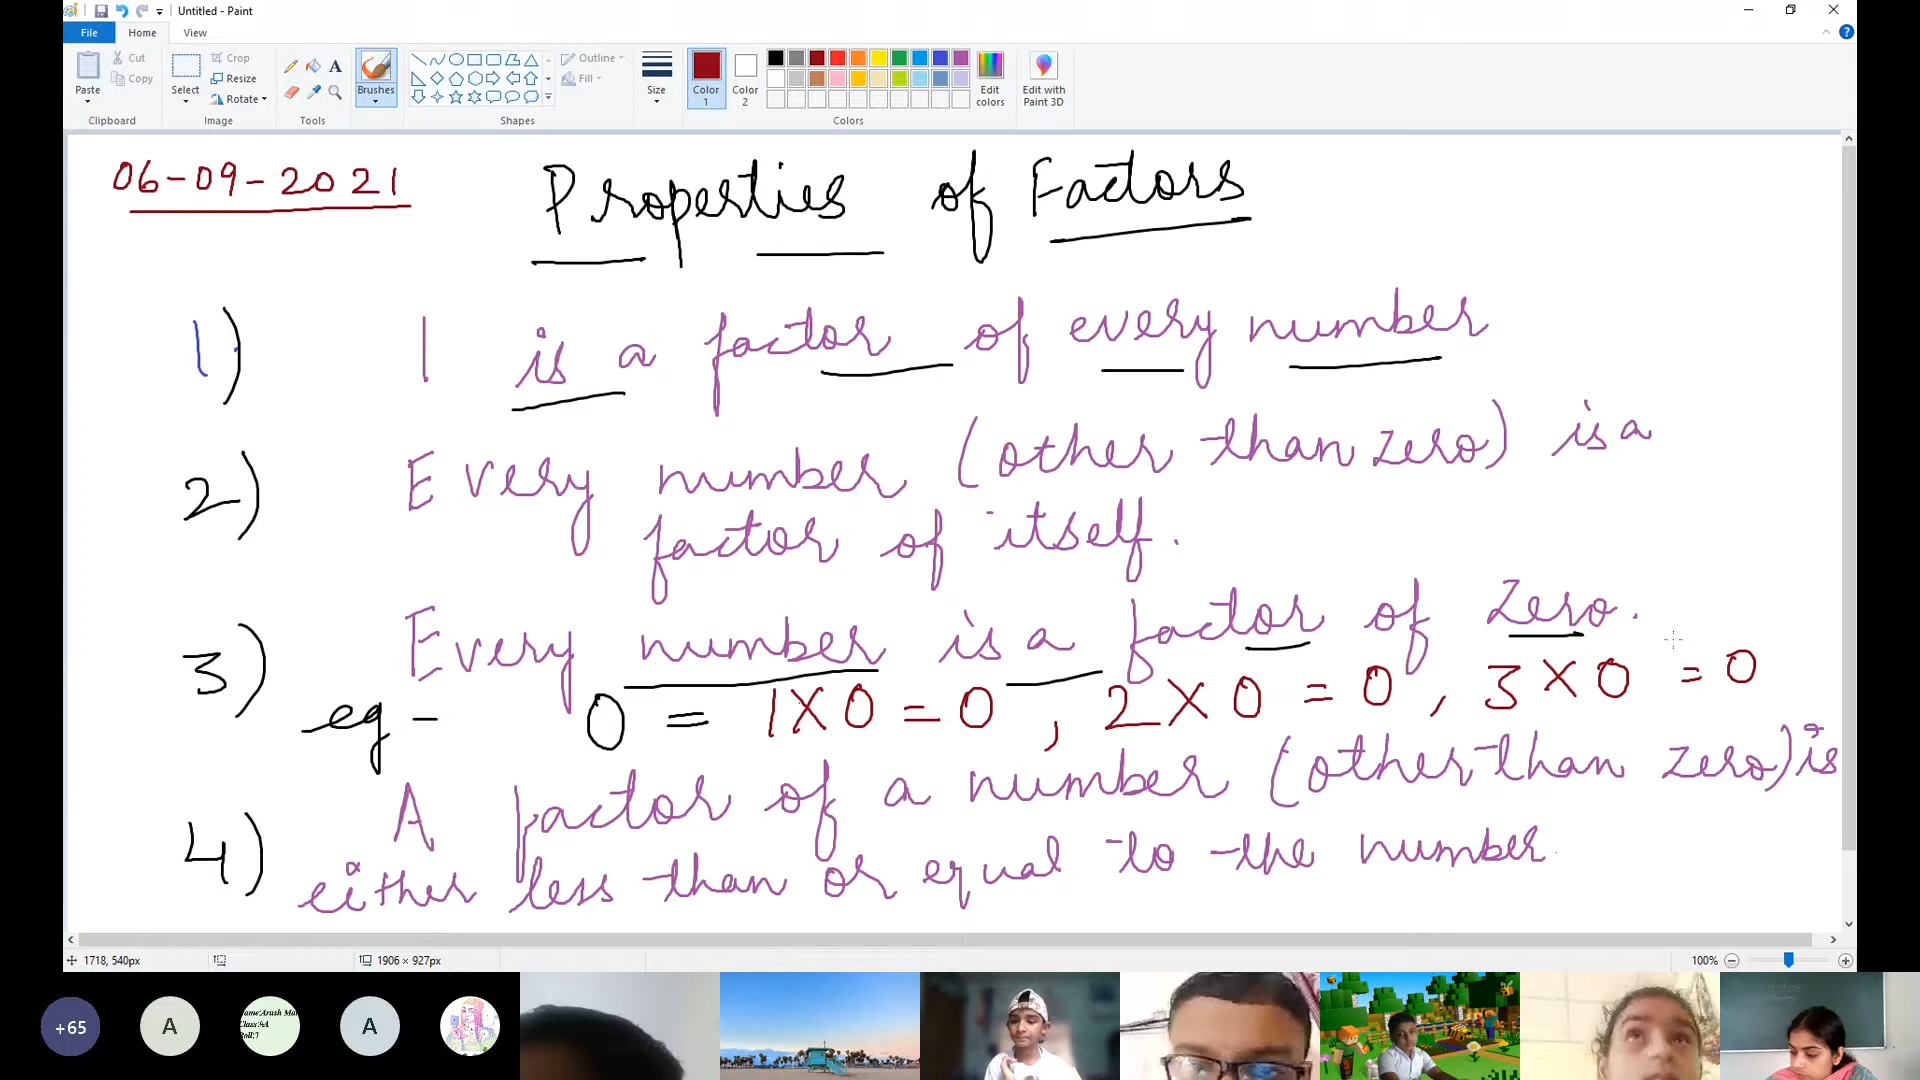 Untitled - Paint
File Home View
Paste Cut Copy Select Crop Resize Rotate Brushes Outline Fill Size Color 1 Color 2 Edit colors Edit with Paint 3D
Clipboard Image Tools Shapes Colors
06-09-2021 Properties of Factors
1) 1 is a factor of every number
2) Every number (other than zero) is a
factor of itself.
3) Every number is a factor of zero.
eg - 0 = 1X0 = 0, 2X0 = 0, 3X0 = 0
4) A factor of a number (other than zero) is
either less than or equal to the number.
1718, 540px 1906 × 927px 100%
+65 A A
Class:4A
Roll:7